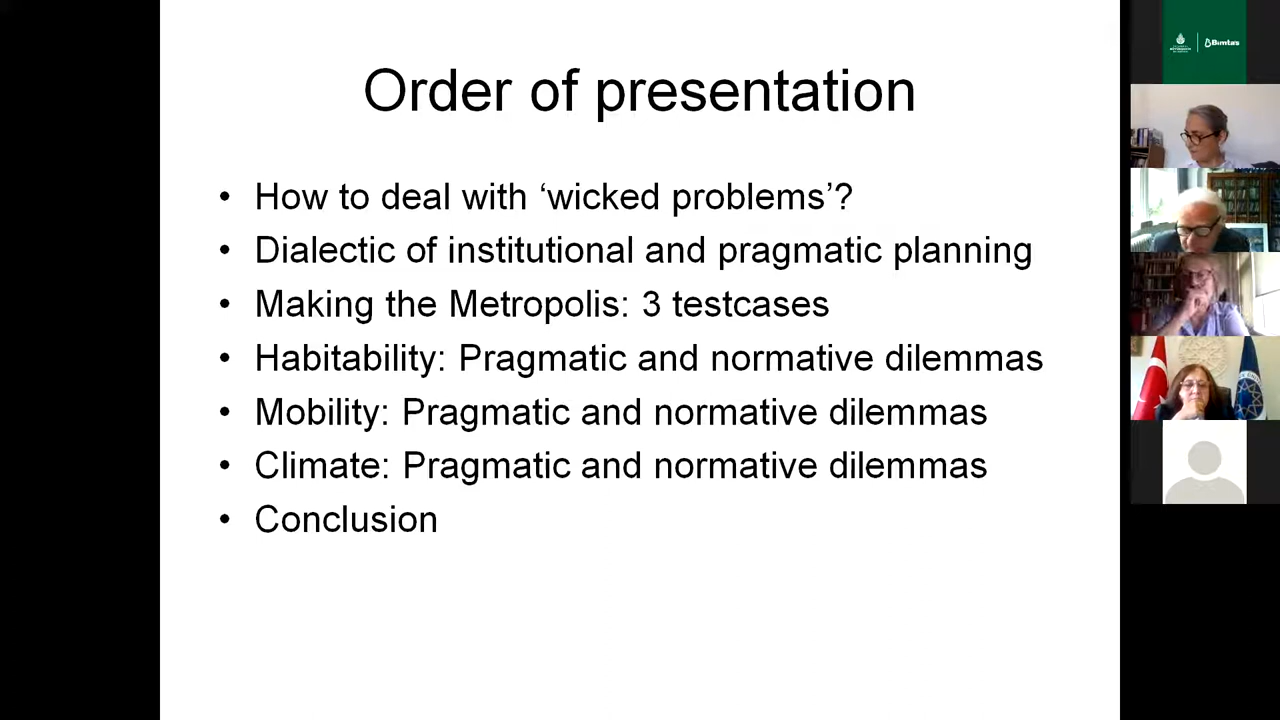 Order of presentation
• How to deal with ‘wicked problems’?
• Dialectic of institutional and pragmatic planning
• Making the Metropolis: 3 testcases
• Habitability: Pragmatic and normative dilemmas
• Mobility: Pragmatic and normative dilemmas
• Climate: Pragmatic and normative dilemmas
• Conclusion
Bimtaş